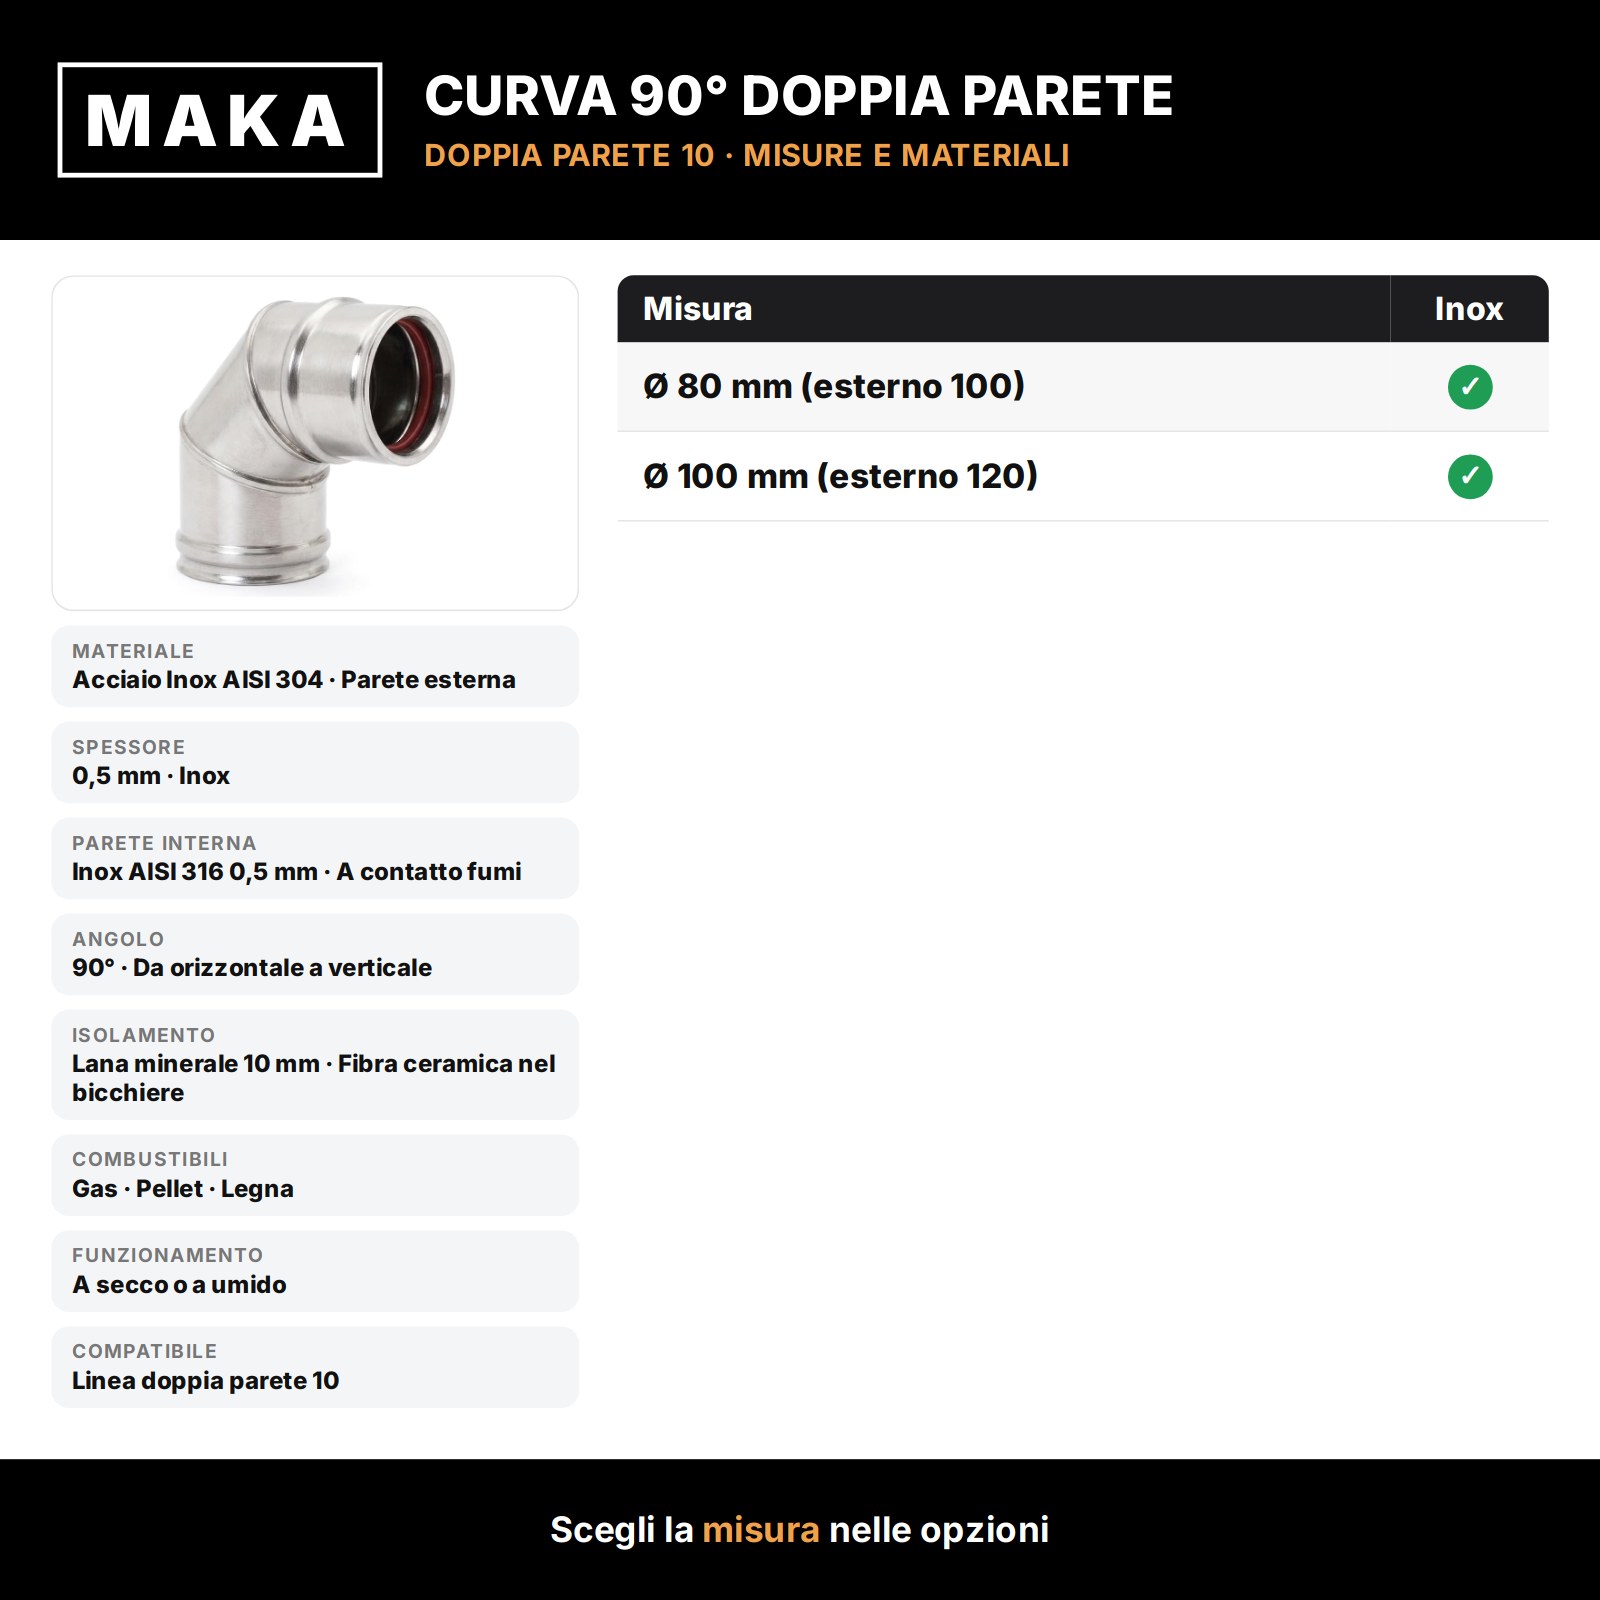 MAKA
CURVA 90° DOPPIA PARETE
DOPPIA PARETE 10 · MISURE E MATERIALI
Misura Inox
Ø 80 mm (esterno 100) ✓
Ø 100 mm (esterno 120) ✓
MATERIALE
Acciaio Inox AISI 304 · Parete esterna
SPESSORE
0,5 mm · Inox
PARETE INTERNA
Inox AISI 316 0,5 mm · A contatto fumi
ANGOLO
90° · Da orizzontale a verticale
ISOLAMENTO
Lana minerale 10 mm · Fibra ceramica nel
bicchiere
COMBUSTIBILI
Gas · Pellet · Legna
FUNZIONAMENTO
A secco o a umido
COMPATIBILE
Linea doppia parete 10
Scegli la misura nelle opzioni